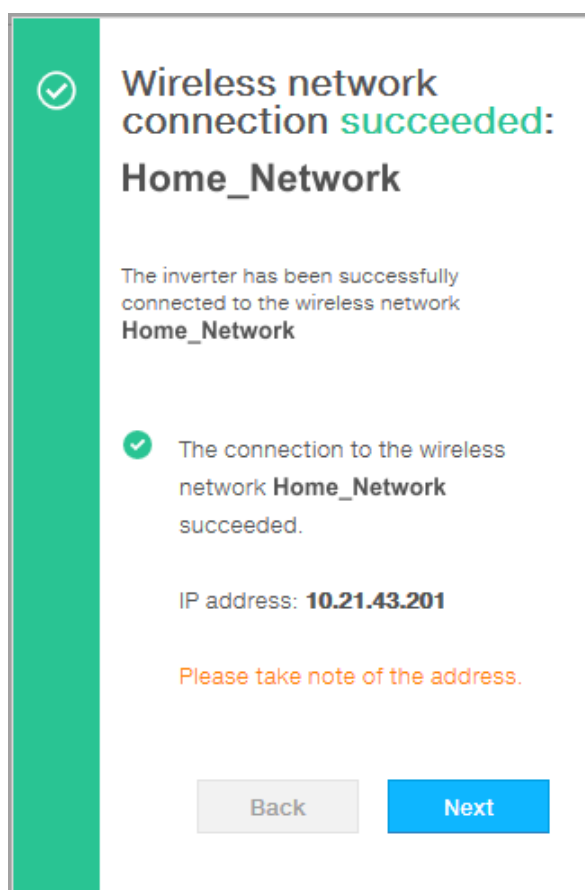 Wireless network
connection succeeded:
Home_Network
The inverter has been successfully
connected to the wireless network
Home_Network
The connection to the wireless
network Home_Network
succeeded.
IP address: 10.21.43.201
Please take note of the address.
Back
Next